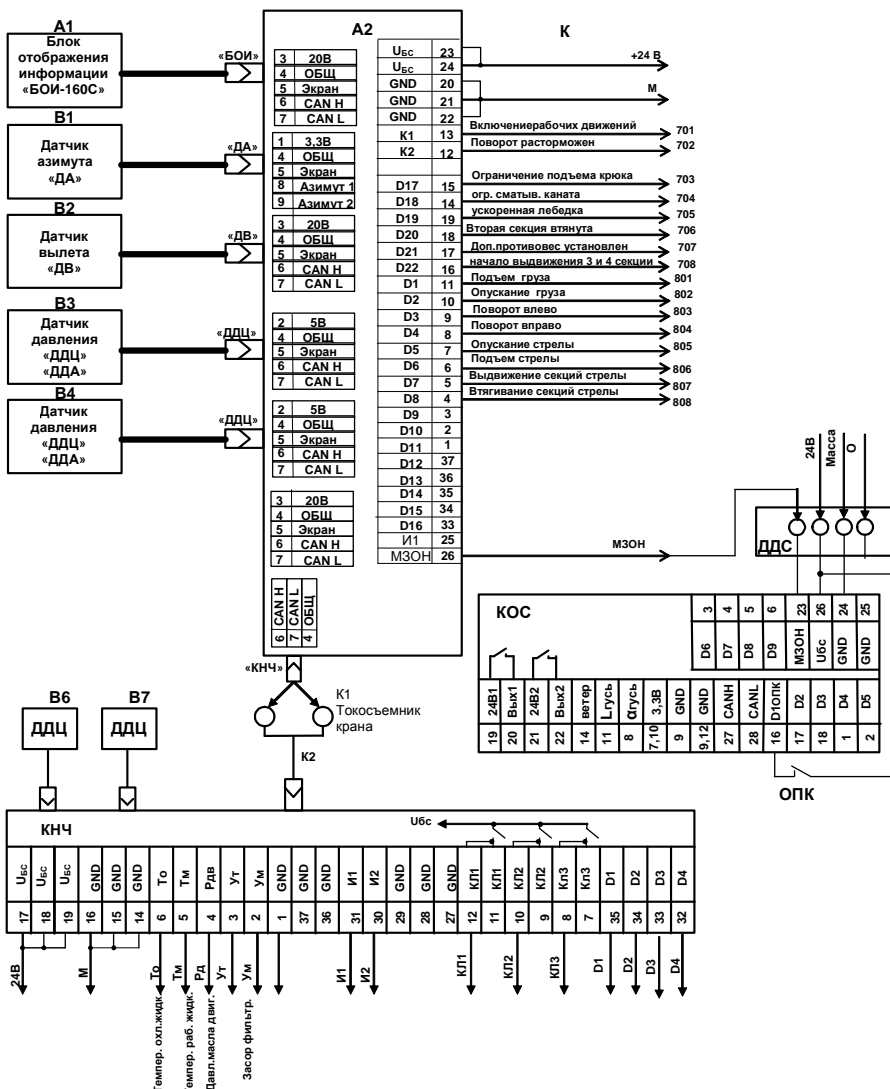 А1
Блок
отображения
информации
«БОИ-160С»
В1
Датчик
азимута
«ДА»
В2
Датчик
вылета
«ДВ»
В3
Датчик
давления
«ДДЦ»
«ДДА»
В4
Датчик
давления
«ДДЦ»
«ДДА»
«БОИ»
«ДА»
«ДВ»
«ДДЦ»
«ДДЦ»
А2
3 20В
4 ОБЩ
5 Экран
6 CAN H
7 CAN L
1 3,3В
4 ОБЩ
5 Экран
8 Азимут 1
9 Азимут 2
3 20В
4 ОБЩ
5 Экран
6 CAN H
7 CAN L
2 5В
4 ОБЩ
5 Экран
6 CAN H
7 CAN L
2 5В
4 ОБЩ
5 Экран
6 CAN H
7 CAN L
3 20В
4 ОБЩ
5 Экран
6 CAN H
7 CAN L
6 CAN H
7 CAN L
4 ОБЩ
К
UБС 23
UБС 24 +24 В
GND 20
GND 21 М
GND 22
К1 13 Включениерабочих движений 701
К2 12 Поворот расторможен 702
D17 15 Ограничение подъема крюка 703
D18 14 огр. сматыв. каната 704
D19 19 ускоренная лебедка 705
D20 18 Вторая секция втянута 706
D21 17 Доп.противовес установлен 707
D22 16 начало выдвижения 3 и 4 секции 708
D1 11 Подъем груза 801
D2 10 Опускание груза 802
D3 9 Поворот влево 803
D4 8 Поворот вправо 804
D5 7 Опускание стрелы 805
D6 6 Подъем стрелы 806
D7 5 Выдвижение секций стрелы 807
D8 4 Втягивание секций стрелы 808
D9 3
D10 2
D11 1
D12 37
D13 36
D14 35
D15 34
D16 33
И1 25
МЗОН 26 МЗОН
24В
Масса
О
ДДС
КОС
3 D6
4 D7
5 D8
6 D9
23 МЗОН
26 Uбс
24 GND
25 GND
24В1 19
Вых1 20
24В2 21
Вых2 22
ветер 14
Lгусь 11
αгусь 8
3,3В 7,10
GND 9
GND 9,12
CANH 27
CANL 28
D1ОПК 16
D2 17
D3 18
D4 1
D5 2
ОПК
«КНЧ»
К1
Токосъемник
крана
К2
В6
ДДЦ
В7
ДДЦ
КНЧ
Uбс
UБС 17
UБС 18
UБС 19
GND 16
GND 15
GND 14
То 6
Тм 5
Рдв 4
Ут 3
Ум 2
GND 1
GND 37
GND 36
И1 31
И2 30
GND 29
GND 28
GND 27
КЛ1 12
КЛ1 11
КЛ2 10
КЛ2 9
Кл3 8
Кл3 7
D1 35
D2 34
D3 33
D4 32
24В
М
То
Тм
Рд
Ут
Ум
И1
И2
КЛ1
КЛ2
КЛ3
D1
D2
D3
D4
Темпер. охл.жидк.
Темпер. раб. жидк.
Давл.масла двиг.
Засор фильтр.